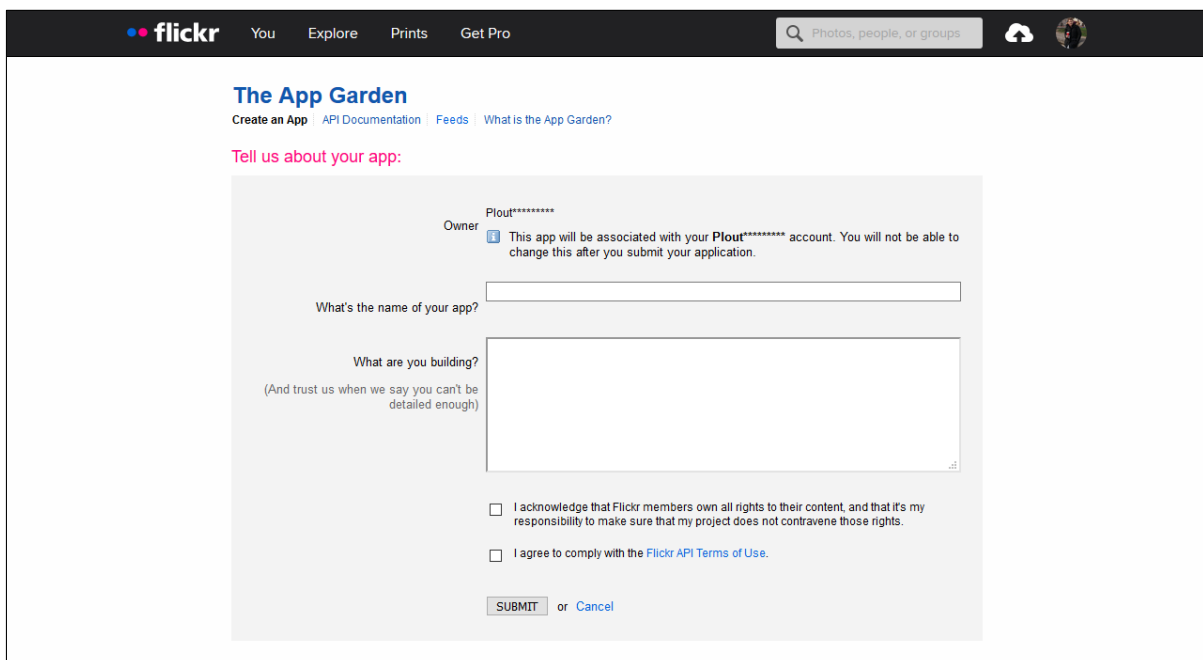 flickr You Explore Prints Get Pro Photos, people, or groups
The App Garden
Create an App API Documentation Feeds What is the App Garden?
Tell us about your app:
Plout*********
Owner
This app will be associated with your Plout********* account. You will not be able to
change this after you submit your application.
What's the name of your app?
What are you building?
(And trust us when we say you can't be
detailed enough)
I acknowledge that Flickr members own all rights to their content, and that it's my
responsibility to make sure that my project does not contravene those rights.
I agree to comply with the Flickr API Terms of Use.
SUBMIT or Cancel